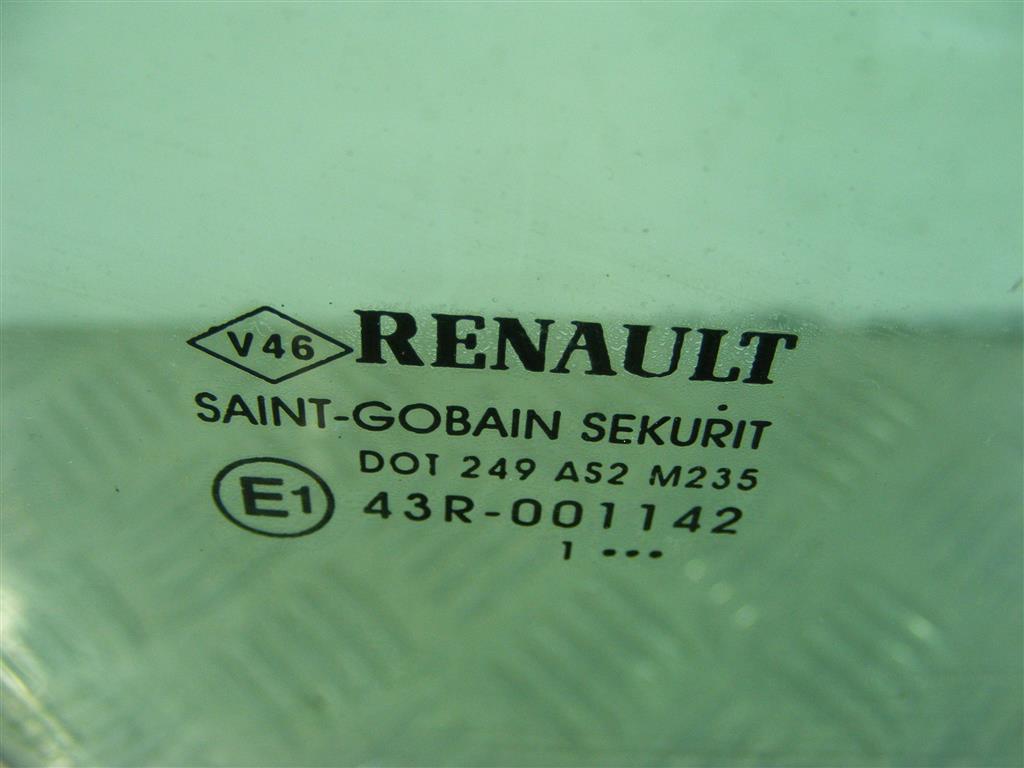 V46 RENAULT
SAINT-GOBAIN SEKURIT
DOT 249 AS2 M235
E1 43R-001142
1 •••